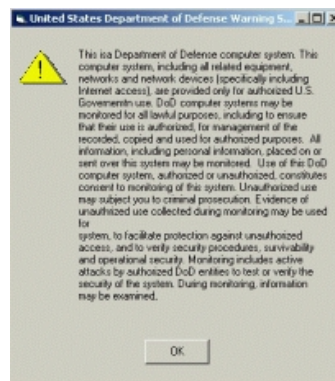 United States Department of Defense Warning S...
This isa Department of Defense computer system. This
computer system, including all related equipment,
networks and network devices (specifically including
Internet access), are provided only for authorized U.S.
Governemtn use. DoD computer systems may be
monitored for all lawful purposes, including to ensure
that their use is authorized, for management of the
recorded, copied and used for authorized purposes. All
information, including personal information, placed on or
sent over this system may be monitored. Use of this DoD
computer system, authorized or unauthorized, constitutes
consent to monitoring of this system. Unauthorized use
may subject you to criminal prosecution. Evidence of
unauthrized use collected during monitoring may be used
for
system, to facilitate protection against unauthorized
access, and to verify security procedures, survivability
and operational security. Monitoring includes active
attacks by authorized DoD entities to test or verify the
security of the system. During monitoring, information
may be examined.
OK